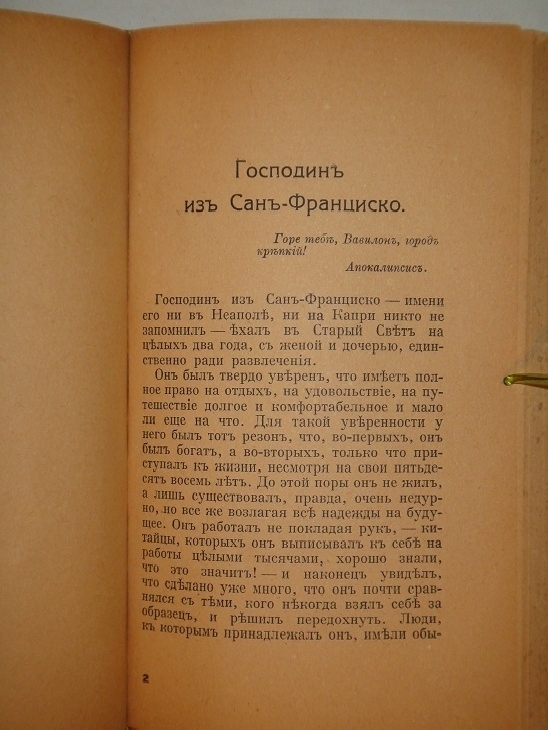 Господинъ
изъ Санъ-Франциско.
Горе тебѣ, Вавилонъ, городъ
крѣпкій!
Апокалипсисъ.
Господинъ изъ Санъ-Франциско — имени
его ни въ Неаполѣ, ни на Капри никто не
запомнилъ — ѣхалъ въ Старый Свѣтъ на
цѣлыхъ два года, съ женой и дочерью, един-
ственно ради развлеченія.
Онъ былъ твердо увѣренъ, что имѣетъ пол-
ное право на отдыхъ, на удовольствіе, на пу-
тешествіе долгое и комфортабельное и мало
ли еще на что. Для такой увѣренности у
него былъ тотъ резонъ, что, во-первыхъ, онъ
былъ богатъ, а во-вторыхъ, только что при-
ступалъ къ жизни, несмотря на свои пятьде-
сятъ восемь лѣтъ. До этой поры онъ не жилъ,
а лишь существовалъ, правда, очень недур-
но, но все же возлагая всѣ надежды на буду-
щее. Онъ работалъ не покладая рукъ, — ки-
тайцы, которыхъ онъ выписывалъ къ себѣ на
работы цѣлыми тысячами, хорошо знали,
что это значитъ! — и наконецъ увидѣлъ,
что сдѣлано уже много, что онъ почти срав-
нялся съ тѣми, кого нѣкогда взялъ себѣ за
образецъ, и рѣшилъ передохнуть. Люди,
къ которымъ принадлежалъ онъ, имѣли обы-
2